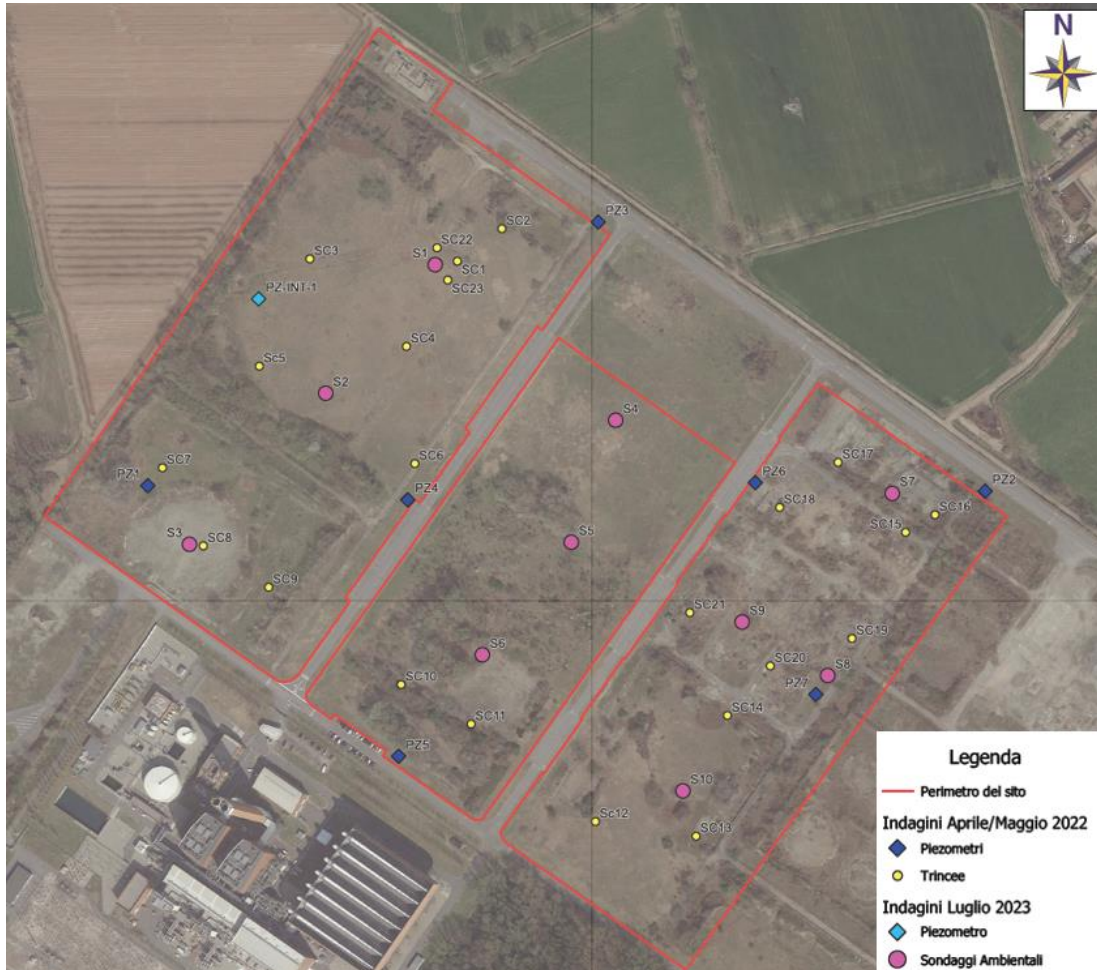 N
PZ3
SC2
SC22
S1
SC1
SC3
SC23
PZ-INT-1
SC4
Sc5
S2
S4
SC6
SC17
SC7
PZ1
PZ6
S7
PZ2
PZ4
SC18
SC16
SC15
S5
S3
SC8
SC9
SC21
S9
SC19
S6
SC20
S8
SC10
PZ7
SC14
SC11
PZ5
S10
Sc12
SC13
Legenda
Perimetro del sito
Indagini Aprile/Maggio 2022
Piezometri
Trincee
Indagini Luglio 2023
Piezometro
Sondaggi Ambientali